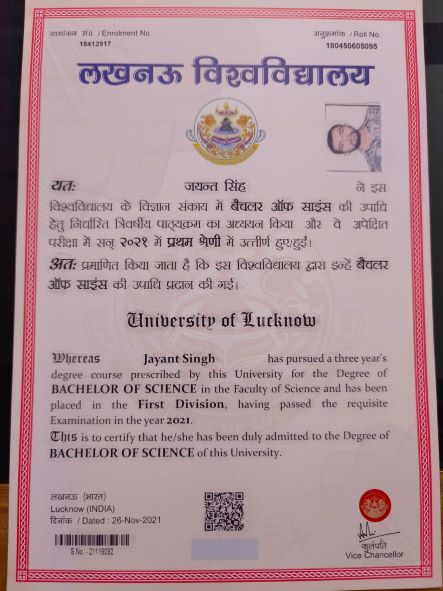 नामांकन सं० / Enrolment No.
18412917
अनुक्रमांक / Roll No.
180450605095
लखनऊ विश्वविद्यालय
यतः जयन्त सिंह ने इस
विश्वविद्यालय के विज्ञान संकाय में बैचलर ऑफ साइंस की उपाधि
हेतु निर्धारित त्रिवर्षीय पाठ्यक्रम का अध्ययन किया और वे अपेक्षित
परीक्षा में सन् २०२१ में प्रथम श्रेणी में उत्तीर्ण हुए/हुईं।
अतः प्रमाणित किया जाता है कि इस विश्वविद्यालय द्वारा इन्हें बैचलर
ऑफ साइंस की उपाधि प्रदान की गई।
University of Lucknow
Whereas Jayant Singh has pursued a three year's
degree course prescribed by this University for the Degree of
BACHELOR OF SCIENCE in the Faculty of Science and has been
placed in the First Division, having passed the requisite
Examination in the year 2021.
This is to certify that he/she has been duly admitted to the Degree of
BACHELOR OF SCIENCE of this University.
लखनऊ (भारत)
Lucknow (INDIA)
दिनांक / Dated : 26-Nov-2021
S No. - 21119092
कुलपति
Vice Chancellor